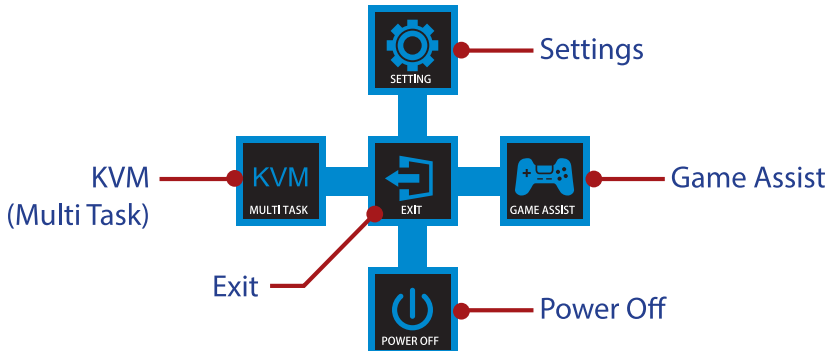 Settings
SETTING
KVM
(Multi Task)
KVM
MULTI TASK
EXIT
GAME ASSIST
Game Assist
Exit
POWER OFF
Power Off